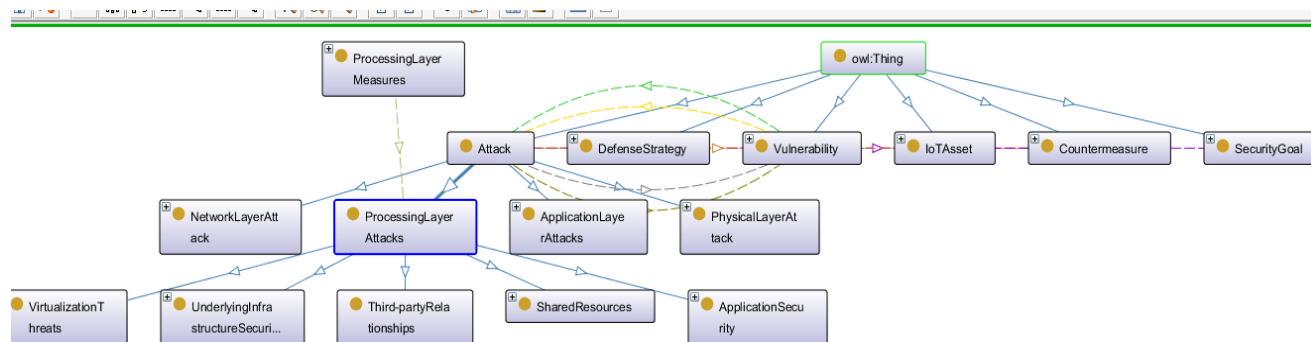 ProcessingLayer
Measures
owl:Thing
Attack
DefenseStrategy
Vulnerability
IoTAsset
Countermeasure
SecurityGoal
NetworkLayerAtt
ack
ProcessingLayer
Attacks
ApplicationLaye
rAttacks
PhysicalLayerAt
tack
VirtualizationT
hreats
UnderlyingInfra
structureSecuri...
Third-partyRela
tionships
SharedResources
ApplicationSecu
rity